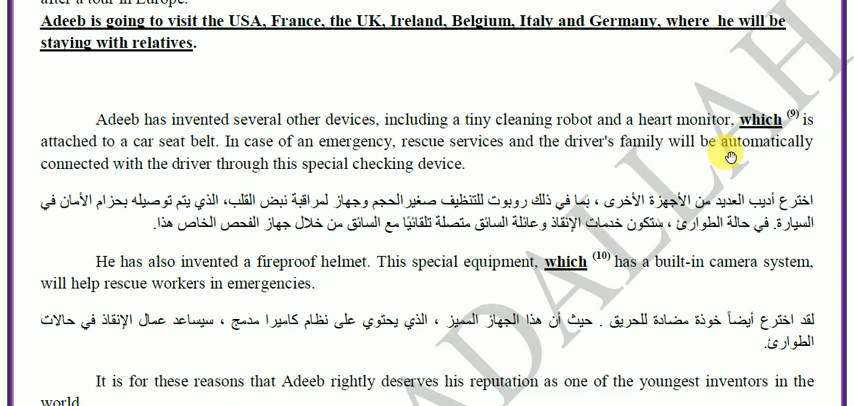 after a tour in Europe.
Adeeb is going to visit the USA, France, the UK, Ireland, Belgium, Italy and Germany, where he will be
staying with relatives.
Adeeb has invented several other devices, including a tiny cleaning robot and a heart monitor, which (9) is
attached to a car seat belt. In case of an emergency, rescue services and the driver's family will be automatically
connected with the driver through this special checking device.
اخترع أديب العديد من الأجهزة الأخرى ، بما في ذلك روبوت للتنظيف صغير الحجم وجهاز لمراقبة نبض القلب، الذي يتم توصيله بحزام الأمان في
السيارة. في حالة الطوارئ ، ستكون خدمات الإنقاذ وعائلة السائق متصلة تلقائيًا مع السائق من خلال جهاز الفحص الخاص هذا.
He has also invented a fireproof helmet. This special equipment, which (10) has a built-in camera system,
will help rescue workers in emergencies.
لقد اخترع أيضاً خوذة مضادة للحريق . حيث أن هذا الجهاز المميز ، الذي يحتوي على نظام كاميرا مدمج ، سيساعد عمال الإنقاذ في حالات
الطوارئ.
It is for these reasons that Adeeb rightly deserves his reputation as one of the youngest inventors in the
world.
ADALLAH